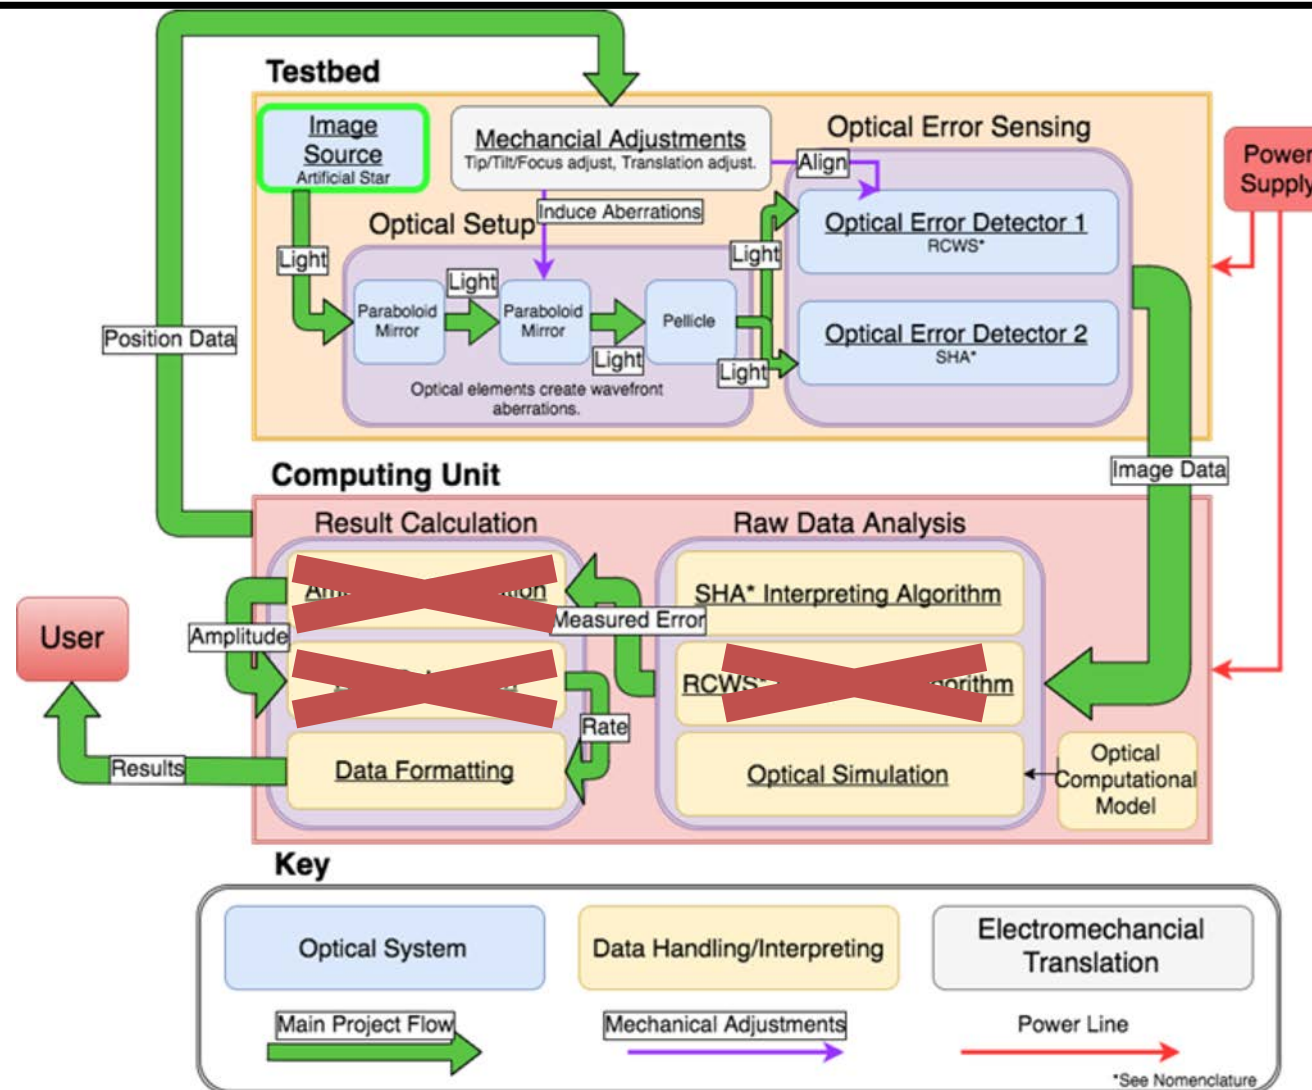 Testbed
Image
Source
Artificial Star
Mechancial Adjustments
Tip/Tilt/Focus adjust, Translation adjust.
Optical Error Sensing
Power
Supply
Align
Induce Aberrations
Optical Setup
Optical Error Detector 1
RCWS*
Light
Light
Light
Paraboloid
Mirror
Paraboloid
Mirror
Pellicle
Position Data
Optical Error Detector 2
SHA*
Light
Light
Optical elements create wavefront
aberrations.
Computing Unit
Image Data
Result Calculation
Raw Data Analysis
SHA* Interpreting Algorithm
Measured Error
User
Amplitude
RCWS*
Rate
Data Formatting
Results
Optical Simulation
Optical
Computational
Model
Key
Optical System
Data Handling/Interpreting
Electromechancial
Translation
Main Project Flow
Mechanical Adjustments
Power Line
*See Nomenclature